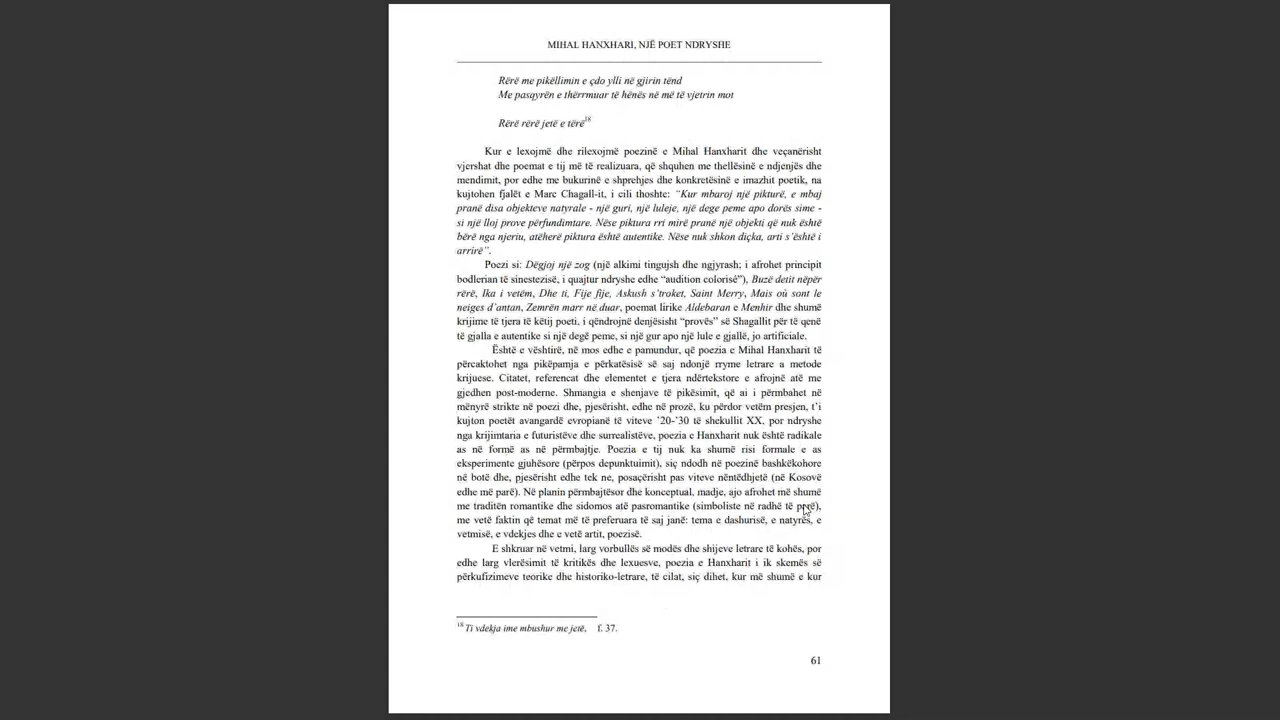 MIHAL HANXHARI, NJË POET NDRYSHE
Rërë me pikëllimin e çdo ylli në gjirin tënd
Me pasqyrën e thërrmuar të hënës në më të vjetrin mot
Rërë rërë jetë e tërë18
Kur e lexojmë dhe rilexojmë poezinë e Mihal Hanxharit dhe veçanërisht
vjershat dhe poemat e tij më të realizuara, që shquhen me thellësinë e ndjenjës dhe
mendimit, por edhe me bukurinë e shprehjes dhe konkretësinë e imazhit poetik, na
kujtohen fjalët e Marc Chagall-it, i cili thoshte: “Kur mbaroj një pikturë, e mbaj
pranë disa objekteve natyrale - një guri, një luleje, një dege peme apo dorës sime -
si një lloj prove përfundimtare. Nëse piktura rri mirë pranë një objekti që nuk është
bërë nga njeriu, atëherë piktura është autentike. Nëse nuk shkon diçka, arti s’është i
arrirë”.
Poezi si: Dëgjoj një zog (një alkimi tingujsh dhe ngjyrash; i afrohet principit
bodlerian të sinestezisë, i quajtur ndryshe edhe “audition colorisé”), Buzë detit nëpër
rërë, Ika i vetëm, Dhe ti, Fije fije, Askush s’troket, Saint Merry, Mais où sont le
neiges d’antan, Zemrën marr në duar, poemat lirike Aldebaran e Menhir dhe shumë
krijime të tjera të këtij poeti, i qëndrojnë denjësisht “provës” së Shagallit për të qenë
të gjalla e autentike si një degë peme, si një gur apo një lule e gjallë, jo artificiale.
Është e vështirë, në mos edhe e pamundur, që poezia e Mihal Hanxharit të
përcaktohet nga pikëpamja e përkatësisë së saj ndonjë rryme letrare a metode
krijuese. Citatet, referencat dhe elementet e tjera ndërtekstore e afrojnë atë me
gjedhen post-moderne. Shmangia e shenjave të pikësimit, që ai i përmbahet në
mënyrë strikte në poezi dhe, pjesërisht, edhe në prozë, ku përdor vetëm presjen, t’i
kujton poetët avangardë evropianë të viteve ’20-’30 të shekullit XX, por ndryshe
nga krijimtaria e futuristëve dhe surrealistëve, poezia e Hanxharit nuk është radikale
as në formë as në përmbajtje. Poezia e tij nuk ka shumë risi formale e as
eksperimente gjuhësore (përpos depunktuimit), siç ndodh në poezinë bashkëkohore
në botë dhe, pjesërisht edhe tek ne, posaçërisht pas viteve nëntëdhjetë (në Kosovë
edhe më parë). Në planin përmbajtësor dhe konceptual, madje, ajo afrohet më shumë
me traditën romantike dhe sidomos atë pasromantike (simboliste në radhë të parë),
me vetë faktin që temat më të preferuara të saj janë: tema e dashurisë, e natyrës, e
vetmisë, e vdekjes dhe e vetë artit, poezisë.
E shkruar në vetmi, larg vorbullës së modës dhe shijeve letrare të kohës, por
edhe larg vlerësimit të kritikës dhe lexuesve, poezia e Hanxharit i ik skemës së
përkufizimeve teorike dhe historiko-letrare, të cilat, siç dihet, kur më shumë e kur
18 Ti vdekja ime mbushur me jetë, f. 37.
61